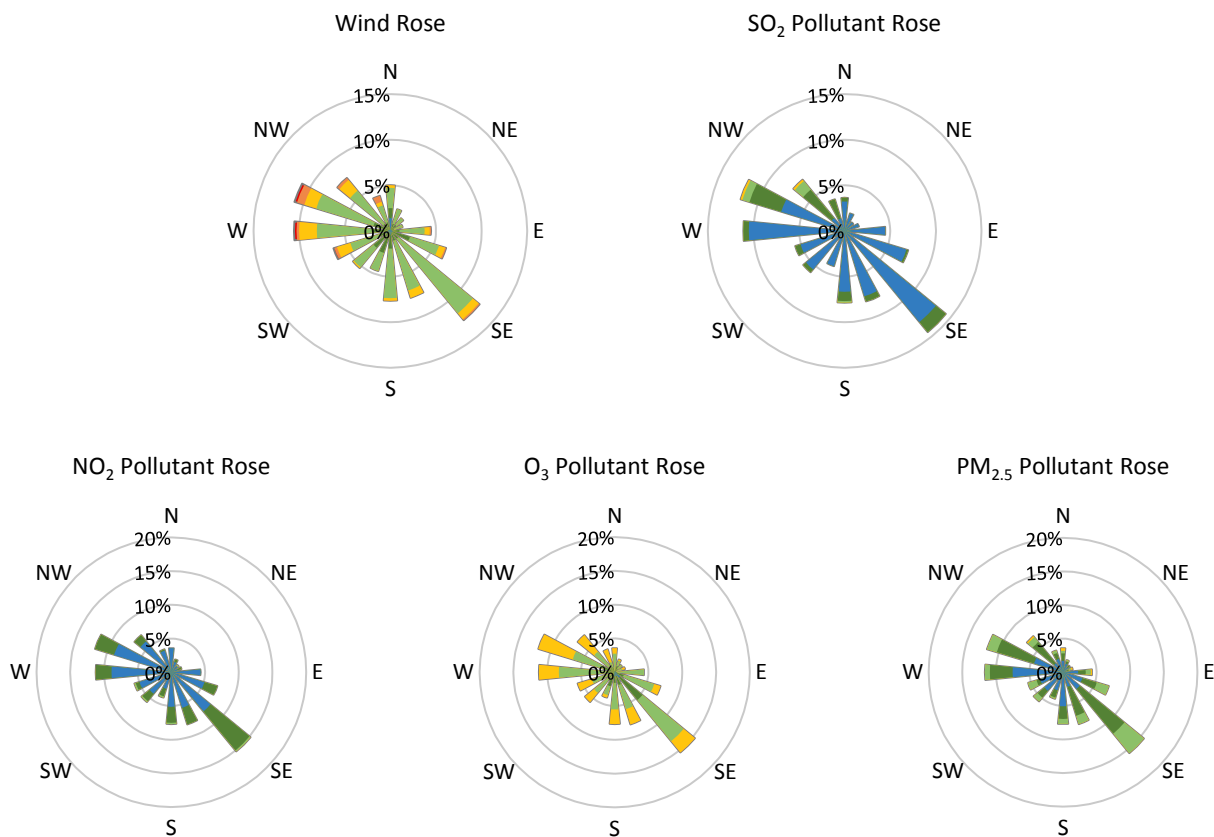 Wind Rose
N
15%
NW
NE
10%
5%
W
0%
E
SW
SE
S
SO₂ Pollutant Rose
N
15%
NW
NE
10%
5%
W
0%
E
SW
SE
S
NO₂ Pollutant Rose
N
20%
NW
NE
15%
10%
5%
W
0%
E
SW
SE
S
O₃ Pollutant Rose
N
20%
NW
NE
15%
10%
5%
W
0%
E
SW
SE
S
PM₂.₅ Pollutant Rose
N
20%
NW
NE
15%
10%
5%
W
0%
E
SW
SE
S